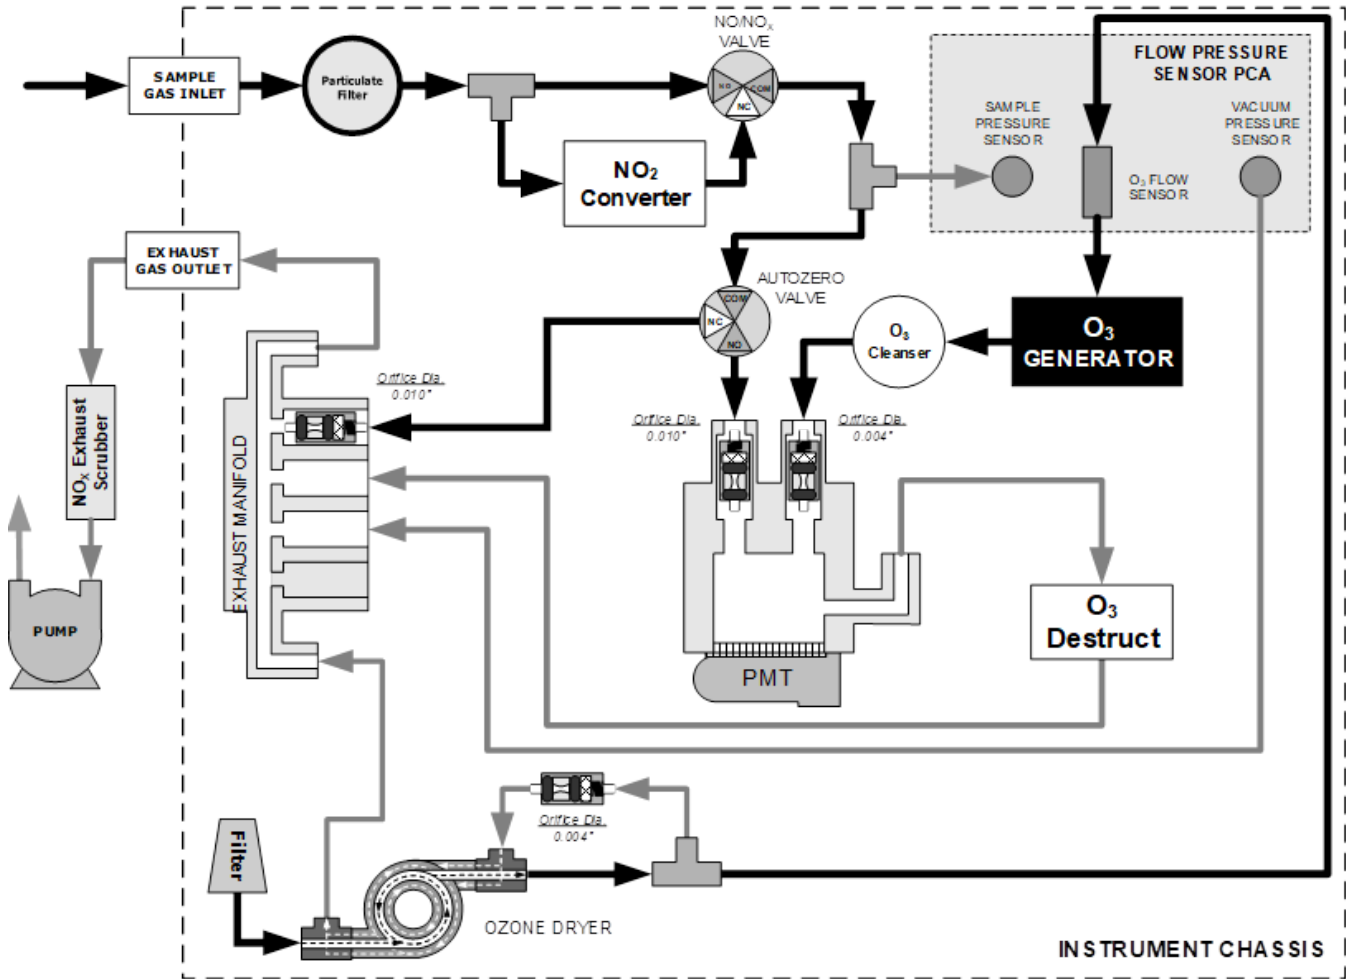 NO/NOX
VALVE
SAMPLE
GAS INLET
Particulate
Filter
NO
COM
NC
FLOW PRESSURE
SENSOR PCA
SAMPLE
PRESSURE
SENSOR
VACUUM
PRESSURE
SENSOR
O3 FLOW
SENSOR
NO2
Converter
EXHAUST
GAS OUTLET
AUTOZERO
VALVE
COM
NC
NO
O3
Cleanser
O3
GENERATOR
Orifice Dia.
0.010"
Orifice Dia.
0.010"
Orifice Dia.
0.004"
NOX Exhaust
Scrubber
EXHAUST MANIFOLD
PUMP
O3
Destruct
PMT
Orifice Dia.
0.004"
Filter
OZONE DRYER
INSTRUMENT CHASSIS